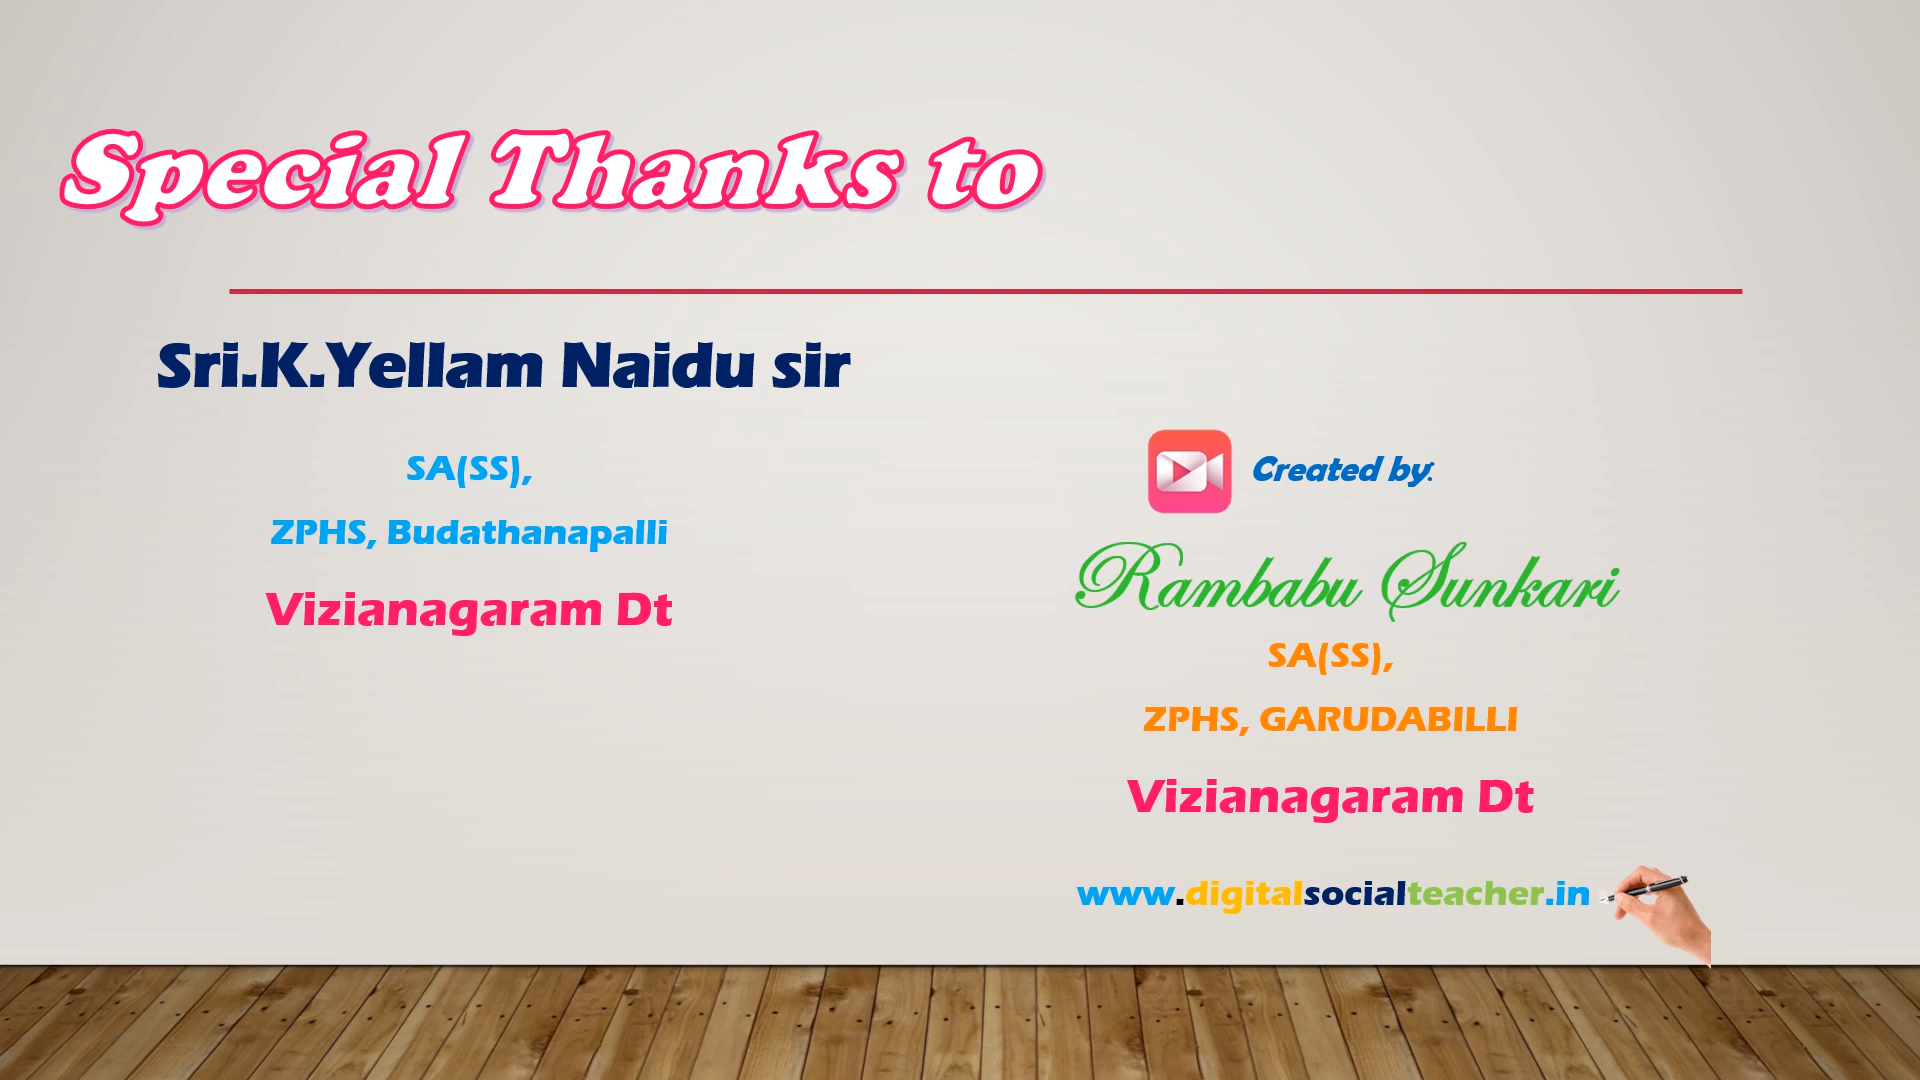 Special Thanks to
Sri.K.Yellam Naidu sir
SA(SS),
ZPHS, Budathanapalli
Vizianagaram Dt
Created by:
Rambabu Sunkari
SA(SS),
ZPHS, GARUDABILLI
Vizianagaram Dt
www.digitalsocialteacher.in